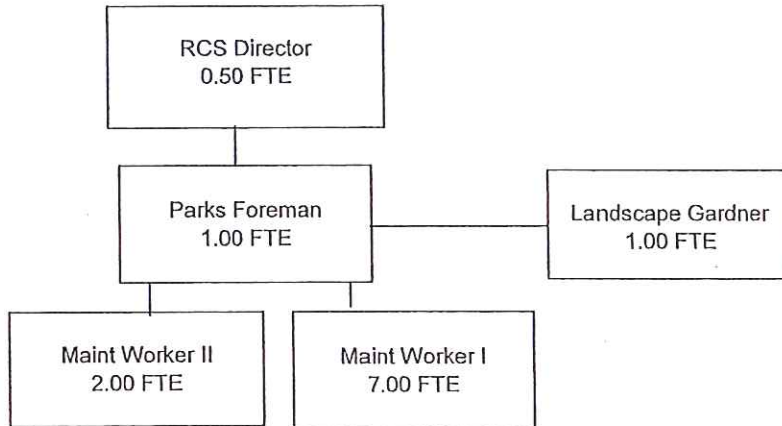 RCS Director
0.50 FTE
Parks Foreman
1.00 FTE
Landscape Gardner
1.00 FTE
Maint Worker II
2.00 FTE
Maint Worker I
7.00 FTE